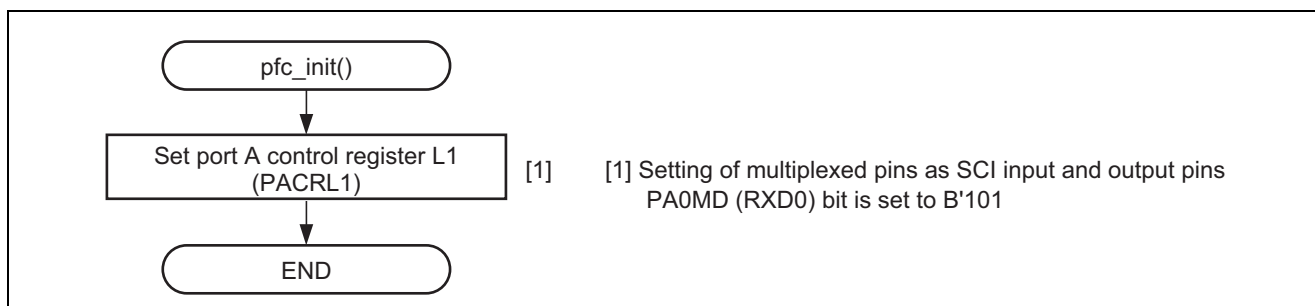 pfc_init()
Set port A control register L1
(PACRL1)
[1]
[1] Setting of multiplexed pins as SCI input and output pins
PA0MD (RXD0) bit is set to B'101
END